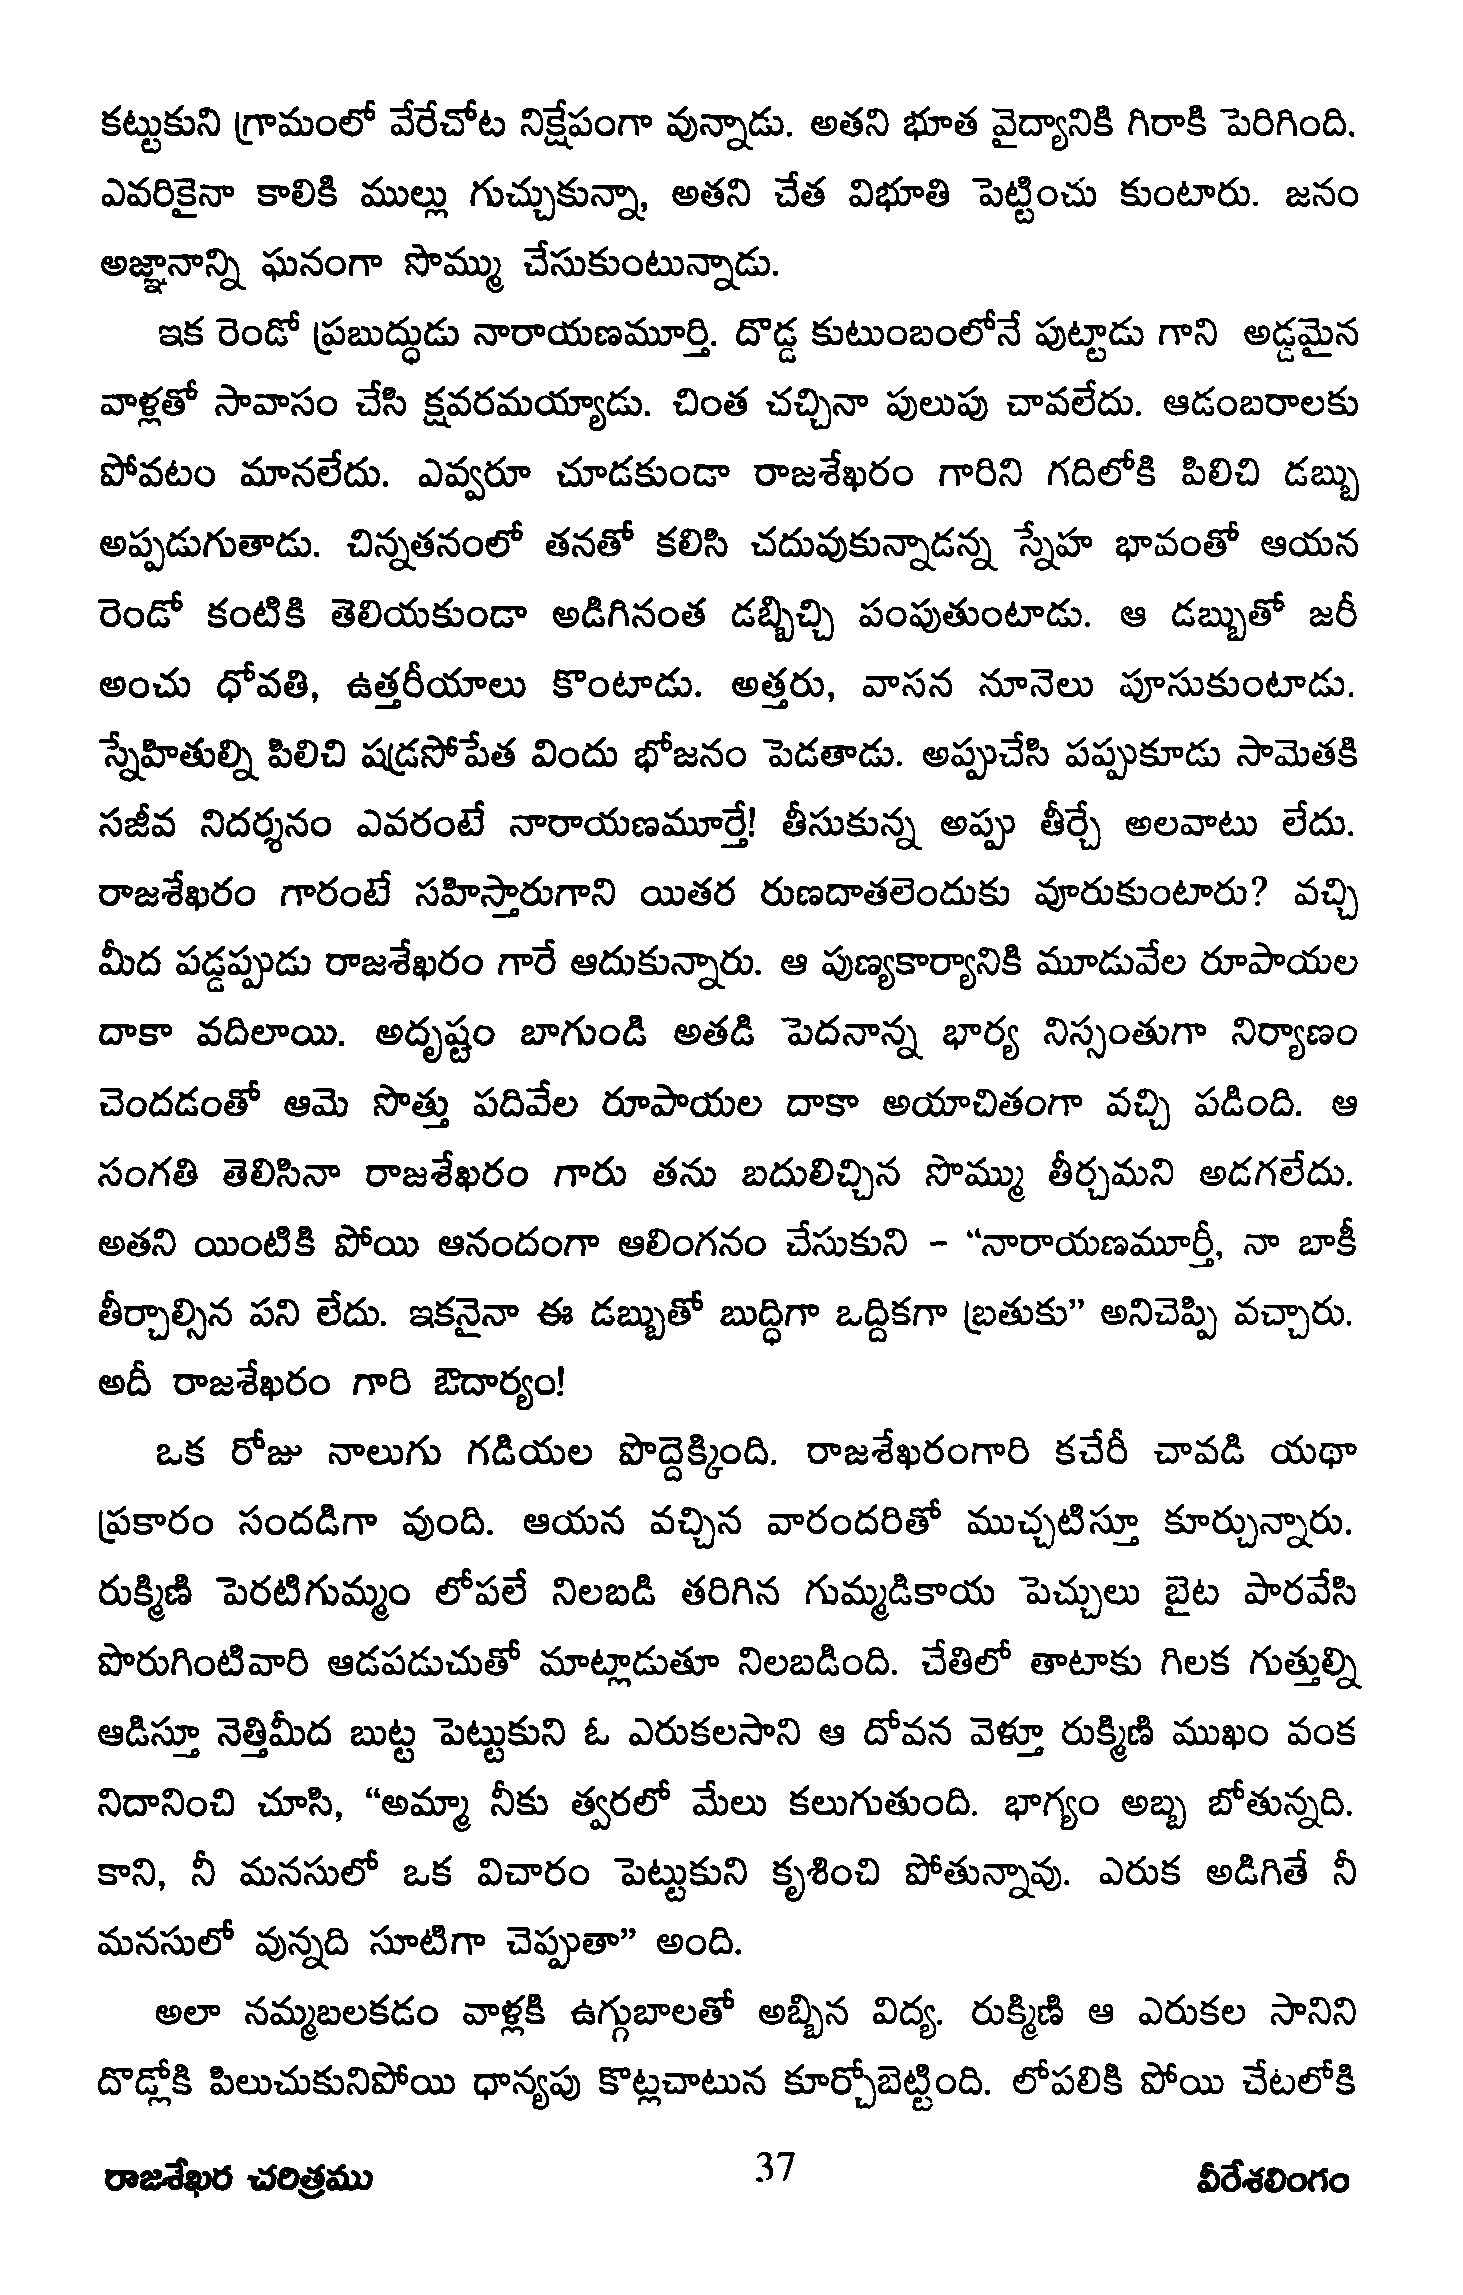 కట్టుకుని గ్రామంలో వేరేచోట నిక్షేపంగా వున్నాడు. అతని భూత వైద్యానికి గిరాకి పెరిగింది.
ఎవరికైనా కాలికి ముల్లు గుచ్చుకున్నా, అతని చేత విభూతి పెట్టించు కుంటారు. జనం
అజ్ఞానాన్ని ఘనంగా సొమ్ము చేసుకుంటున్నాడు.
ఇక రెండో ప్రబుద్ధుడు నారాయణమూర్తి. దొడ్డ కుటుంబంలోనే పుట్టాడు గాని అడ్డమైన
వాళ్లతో సావాసం చేసి క్షవరమయ్యాడు. చింత చచ్చినా పులుపు చావలేదు. ఆడంబరాలకు
పోవటం మానలేదు. ఎవ్వరూ చూడకుండా రాజశేఖరం గారిని గదిలోకి పిలిచి డబ్బు
అప్పడుగుతాడు. చిన్నతనంలో తనతో కలిసి చదువుకున్నాడన్న స్నేహ భావంతో ఆయన
రెండో కంటికి తెలియకుండా అడిగినంత డబ్బిచ్చి పంపుతుంటాడు. ఆ డబ్బుతో జరీ
అంచు ధోవతి, ఉత్తరీయాలు కొంటాడు. అత్తరు, వాసన నూనెలు పూసుకుంటాడు.
స్నేహితుల్ని పిలిచి షడ్రసోపేత విందు భోజనం పెడతాడు. అప్పుచేసి పప్పుకూడు సామెతకి
సజీవ నిదర్శనం ఎవరంటే నారాయణమూర్తే! తీసుకున్న అప్పు తీర్చే అలవాటు లేదు.
రాజశేఖరం గారంటే సహిస్తారుగాని యితర రుణదాతలెందుకు వూరుకుంటారు? వచ్చి
మీద పడ్డప్పుడు రాజశేఖరం గారే ఆదుకున్నారు. ఆ పుణ్యకార్యానికి మూడువేల రూపాయల
దాకా వదిలాయి. అదృష్టం బాగుండి అతడి పెదనాన్న భార్య నిస్సంతుగా నిర్యాణం
చెందడంతో ఆమె సొత్తు పదివేల రూపాయల దాకా అయాచితంగా వచ్చి పడింది. ఆ
సంగతి తెలిసినా రాజశేఖరం గారు తను బదులిచ్చిన సొమ్ము తీర్చమని అడగలేదు.
అతని యింటికి పోయి ఆనందంగా ఆలింగనం చేసుకుని - “నారాయణమూర్తీ, నా బాకీ
తీర్చాల్సిన పని లేదు. ఇకనైనా ఈ డబ్బుతో బుద్ధిగా ఒద్దికగా బ్రతుకు” అనిచెప్పి వచ్చారు.
అదీ రాజశేఖరం గారి ఔదార్యం!
ఒక రోజు నాలుగు గడియల పొద్దెక్కింది. రాజశేఖరంగారి కచేరీ చావడి యథా
ప్రకారం సందడిగా వుంది. ఆయన వచ్చిన వారందరితో ముచ్చటిస్తూ కూర్చున్నారు.
రుక్మిణి పెరటిగుమ్మం లోపలే నిలబడి తరిగిన గుమ్మడికాయ పెచ్చులు బైట పారవేసి
పొరుగింటివారి ఆడపడుచుతో మాట్లాడుతూ నిలబడింది. చేతిలో తాటాకు గిలక గుత్తుల్ని
ఆడిస్తూ నెత్తిమీద బుట్ట పెట్టుకుని ఓ ఎరుకలసాని ఆ దోవన వెళ్తూ రుక్మిణి ముఖం వంక
నిదానించి చూసి, “అమ్మా నీకు త్వరలో మేలు కలుగుతుంది. భాగ్యం అబ్బ బోతున్నది.
కాని, నీ మనసులో ఒక విచారం పెట్టుకుని కృశించి పోతున్నావు. ఎరుక అడిగితే నీ
మనసులో వున్నది సూటిగా చెప్పుతా” అంది.
అలా నమ్మబలకడం వాళ్లకి ఉగ్గుబాలతో అబ్బిన విద్య. రుక్మిణి ఆ ఎరుకల సానిని
దొడ్లోకి పిలుచుకునిపోయి ధాన్యపు కొట్లచాటున కూర్చోబెట్టింది. లోపలికి పోయి చేటలోకి
రాజశేఖర చరిత్రము 37 వీరేశలింగం